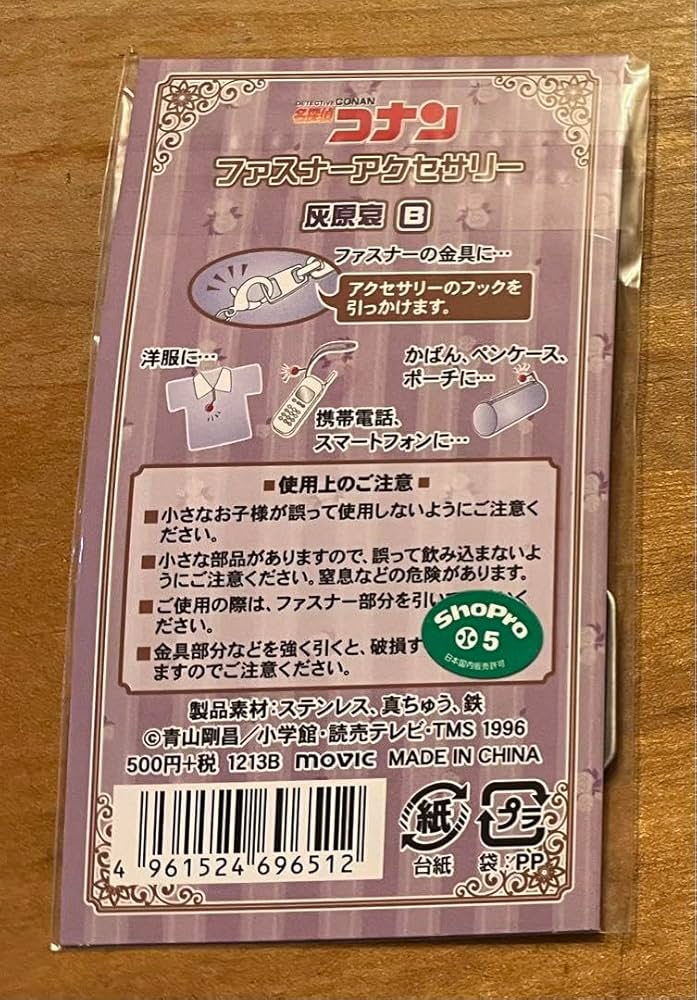 DETECTIVE CONAN
名探偵コナン
ファスナーアクセサリー
灰原哀 B
ファスナーの金具に…
アクセサリーのフックを
引っかけます。
洋服に…
かばん、ペンケース、
ポーチに…
携帯電話、
スマートフォンに…
■使用上のご注意■
■小さなお子様が誤って使用しないようにご注意く
ださい。
■小さな部品がありますので、誤って飲み込まないよ
うにご注意ください。窒息などの危険があります。
■ご使用の際は、ファスナー部分を引いて
ださい。
■金具部分などを強く引くと、破損す
ますのでご注意ください。
ShoPro
5
日本国内販売許可
製品素材:ステンレス、真ちゅう、鉄
©青山剛昌/小学館・読売テレビ・TMS 1996
500円+税 1213B movic MADE IN CHINA
4 961524 696512
紙
台紙
プラ
袋:PP